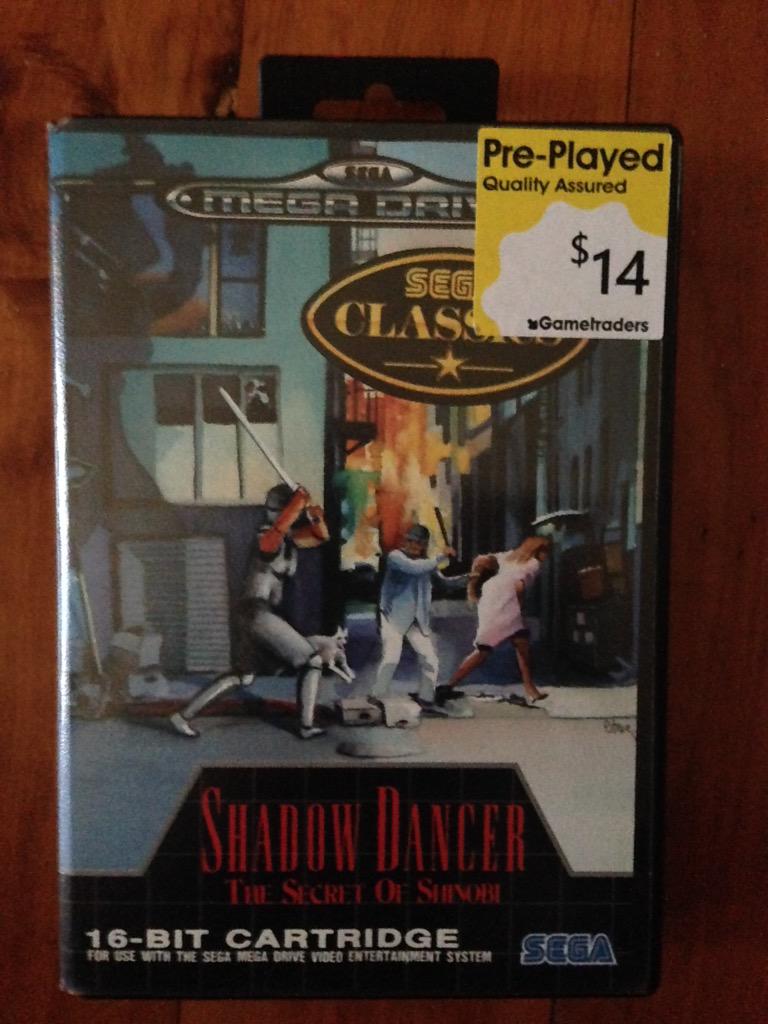 Pre-Played
Quality Assured
$14
Gametraders
SEGA
MEGA DRIV
SEG
CLASSICS
SHADOW DANCER
THE SECRET OF SHINOBI
16-BIT CARTRIDGE
FOR USE WITH THE SEGA MEGA DRIVE VIDEO ENTERTAINMENT SYSTEM
SEGA